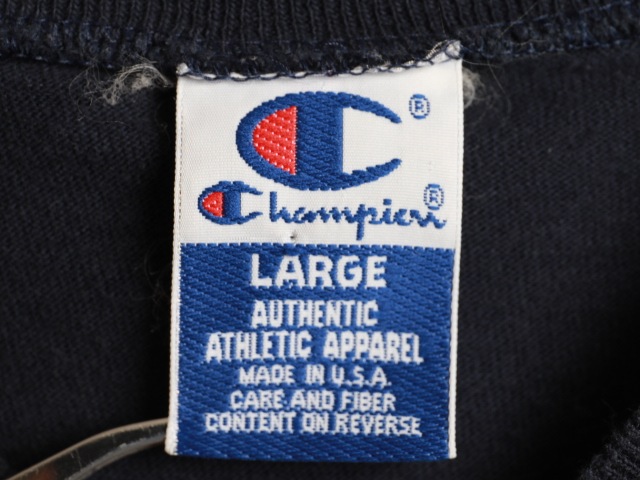 C ®
Champion ®
LARGE
AUTHENTIC
ATHLETIC APPAREL
MADE IN U.S.A.
CARE AND FIBER
CONTENT ON REVERSE